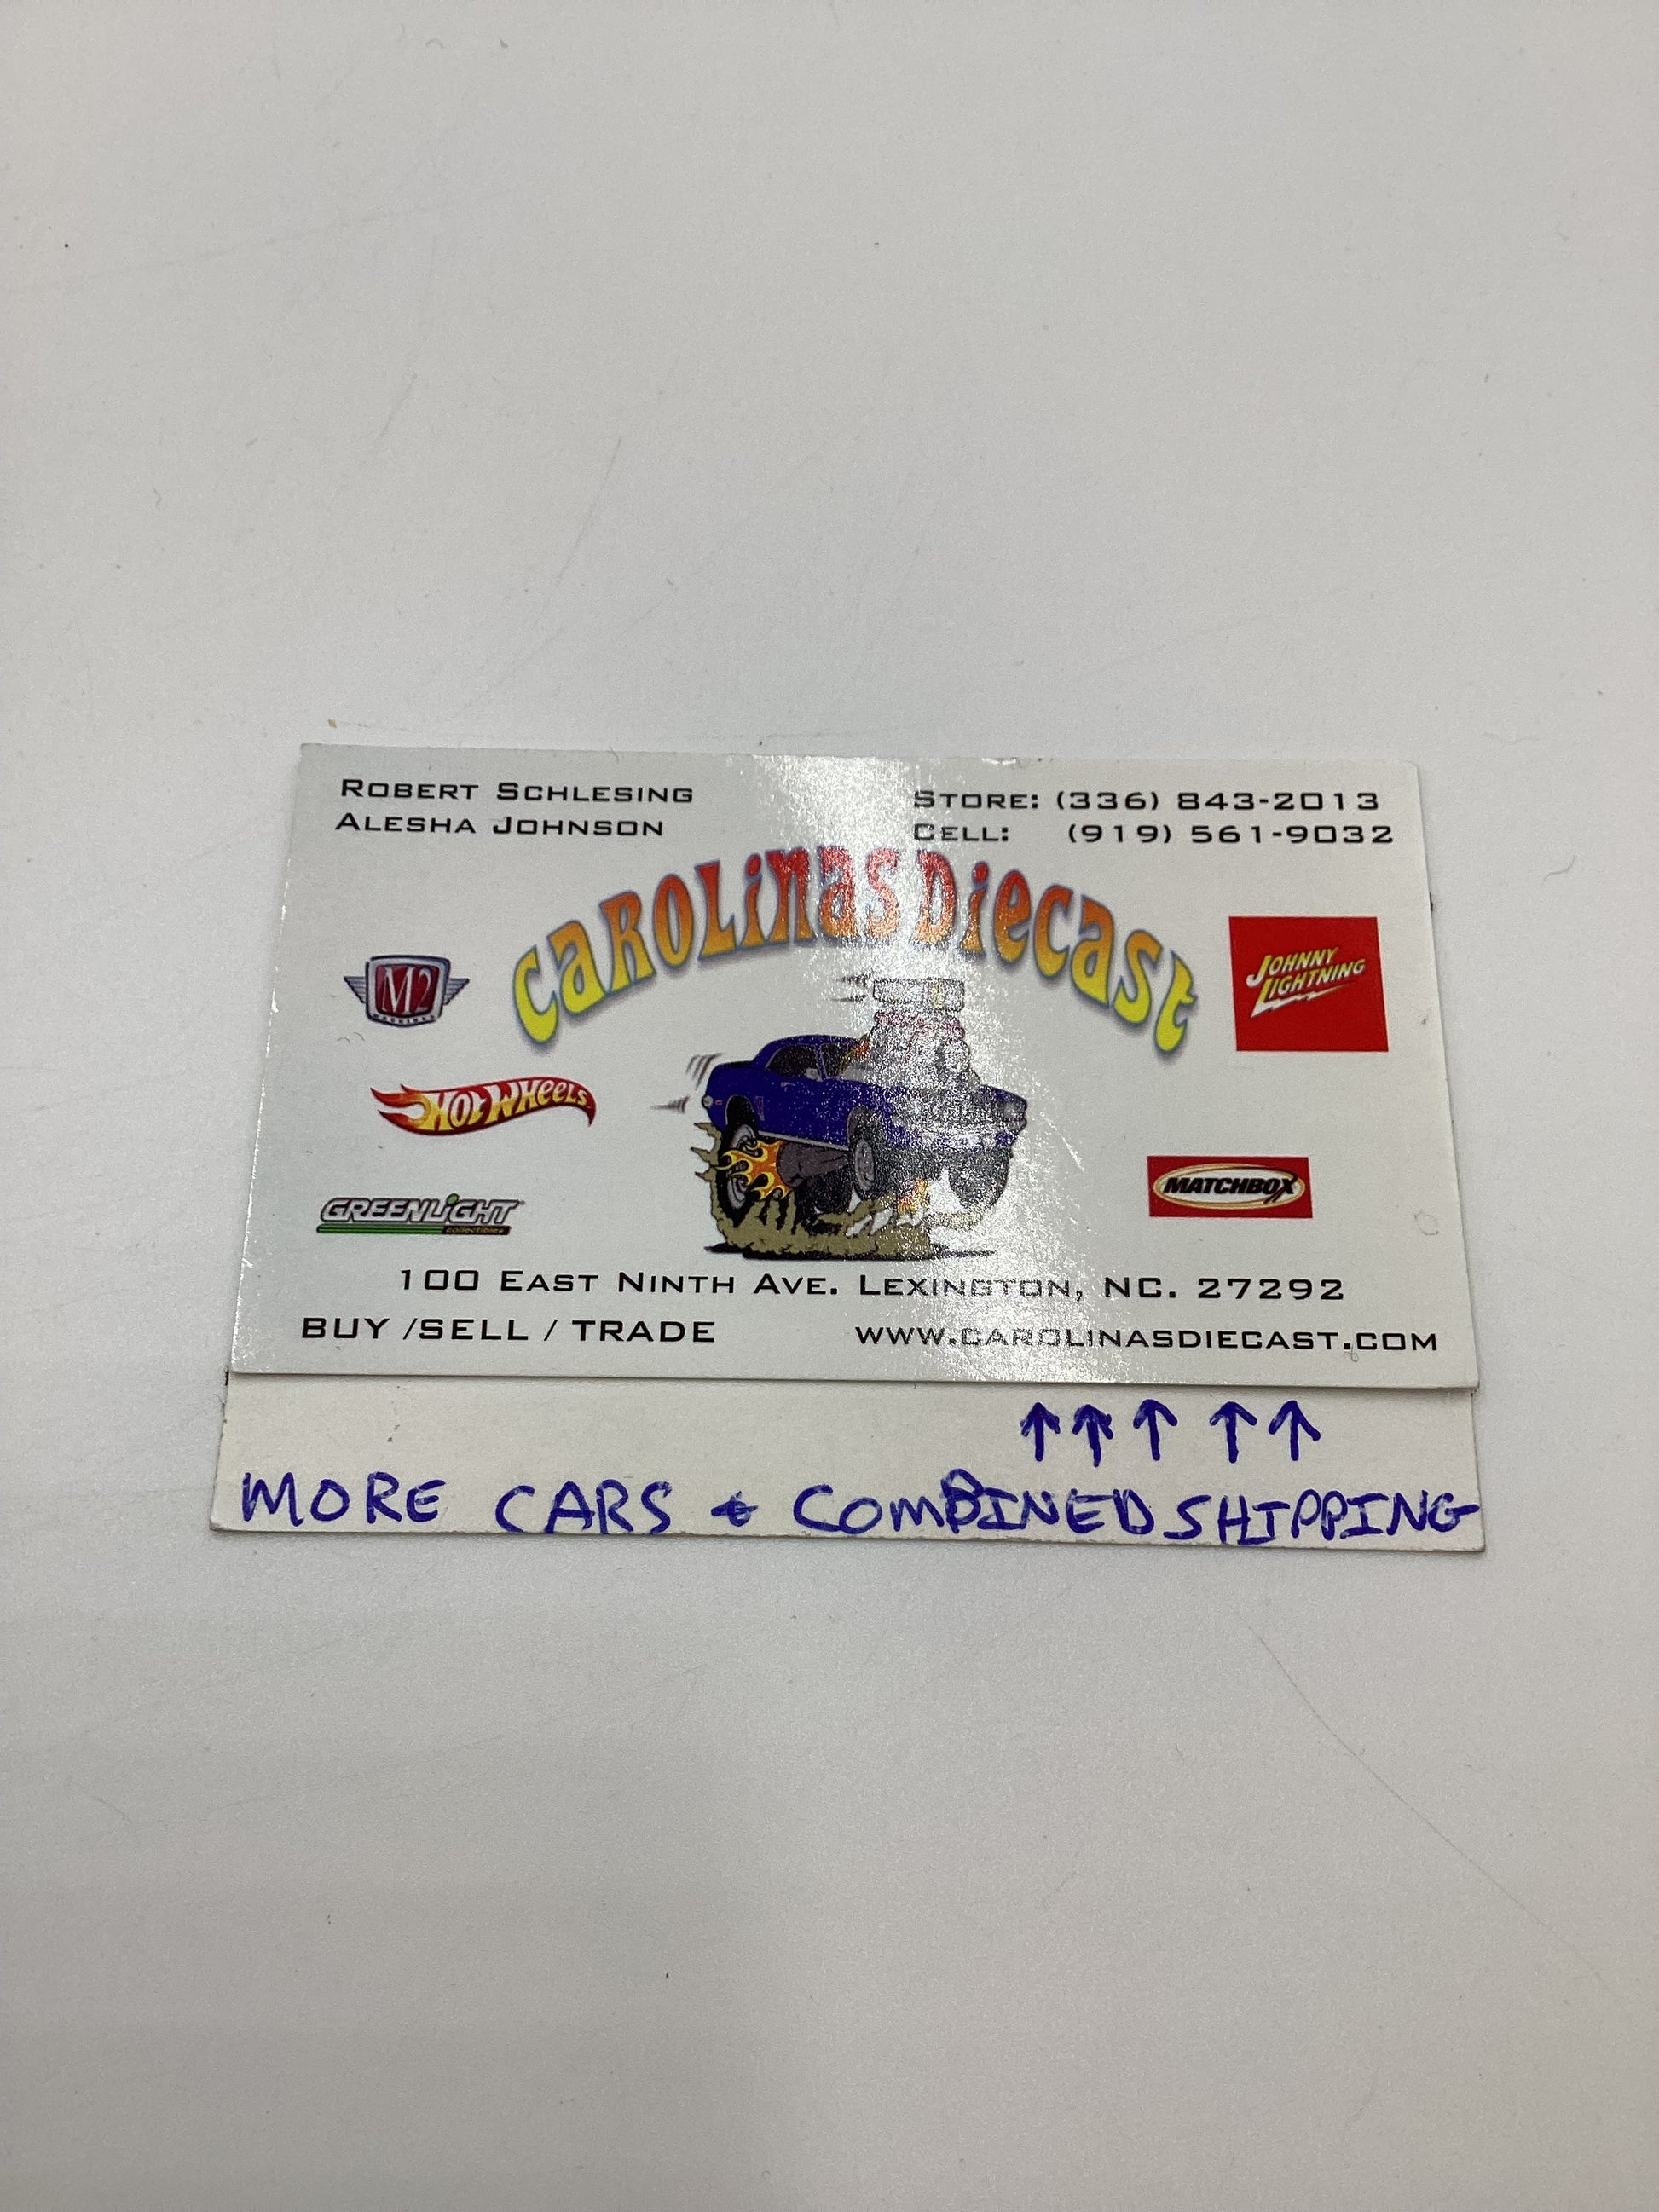 ROBERT SCHLESING
ALESHA JOHNSON
STORE: (336) 843-2013
CELL: (919) 561-9032
CAROLINAS DIECAST
M2
MACHINES
JOHNNY
LIGHTNING
HOT WHEELS
MATCHBOX
GREENLIGHT
collectibles
100 EAST NINTH AVE. LEXINGTON, NC. 27292
BUY /SELL / TRADE
WWW.CAROLINASDIECAST.COM
↑↑↑ ↑↑
MORE CARS & COMBINED SHIPPING